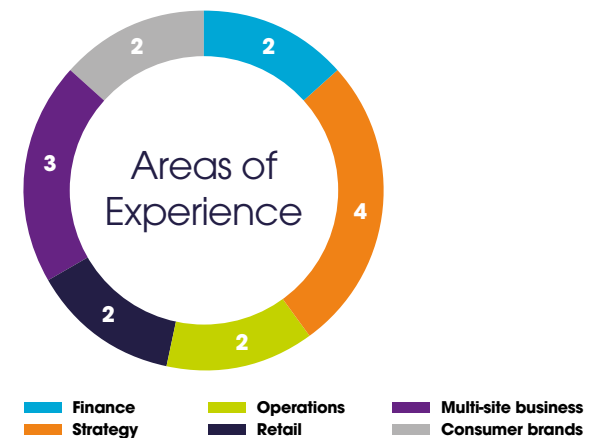 2
2
3
Areas of
Experience
4
2
2
Finance
Operations
Multi-site business
Strategy
Retail
Consumer brands